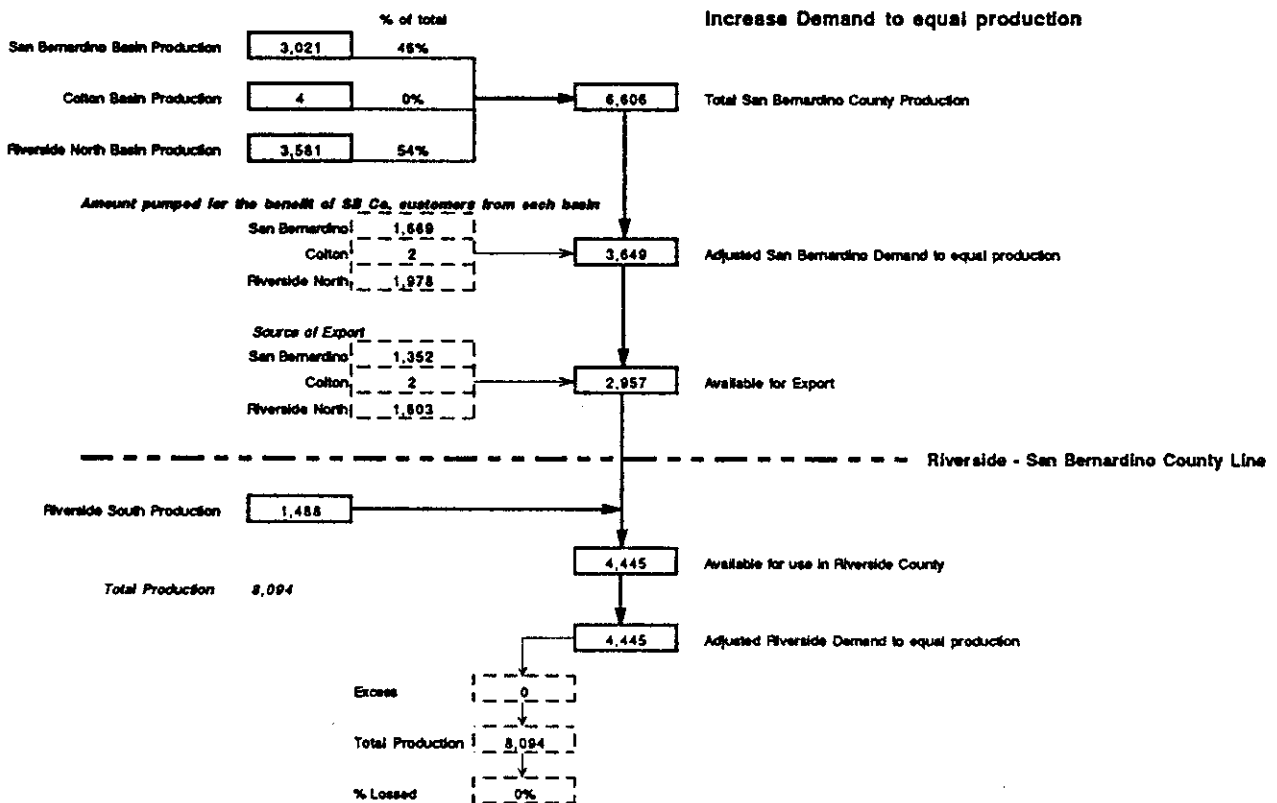 % of total
Increase Demand to equal production
San Bernardino Basin Production 3,021 46%
Colton Basin Production 4 0% 6,606 Total San Bernardino County Production
Riverside North Basin Production 3,581 54%
Amount pumped for the benefit of SB Co. customers from each basin
San Bernardino 1,669
Colton 2 3,649 Adjusted San Bernardino Demand to equal production
Riverside North 1,978
Source of Export
San Bernardino 1,352
Colton 2 2,957 Available for Export
Riverside North 1,603
Riverside - San Bernardino County Line
Riverside South Production 1,488
4,445 Available for use in Riverside County
Total Production 8,094
4,445 Adjusted Riverside Demand to equal production
Excess 0
Total Production 8,094
% Lossed 0%